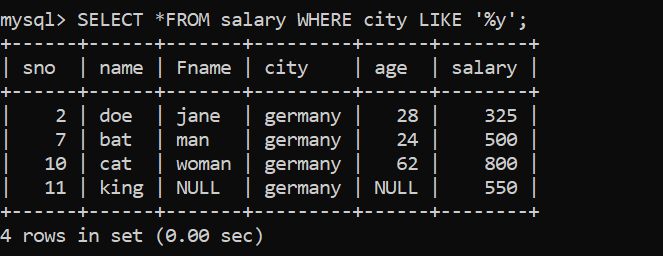 mysql> SELECT *FROM salary WHERE city LIKE '%y';
+------+------+-------+---------+------+--------+
| sno  | name | Fname | city    | age  | salary |
+------+------+-------+---------+------+--------+
|    2 | doe  | jane  | germany |   28 |    325 |
|    7 | bat  | man   | germany |   24 |    500 |
|   10 | cat  | woman | germany |   62 |    800 |
|   11 | king | NULL  | germany | NULL |    550 |
+------+------+-------+---------+------+--------+
4 rows in set (0.00 sec)